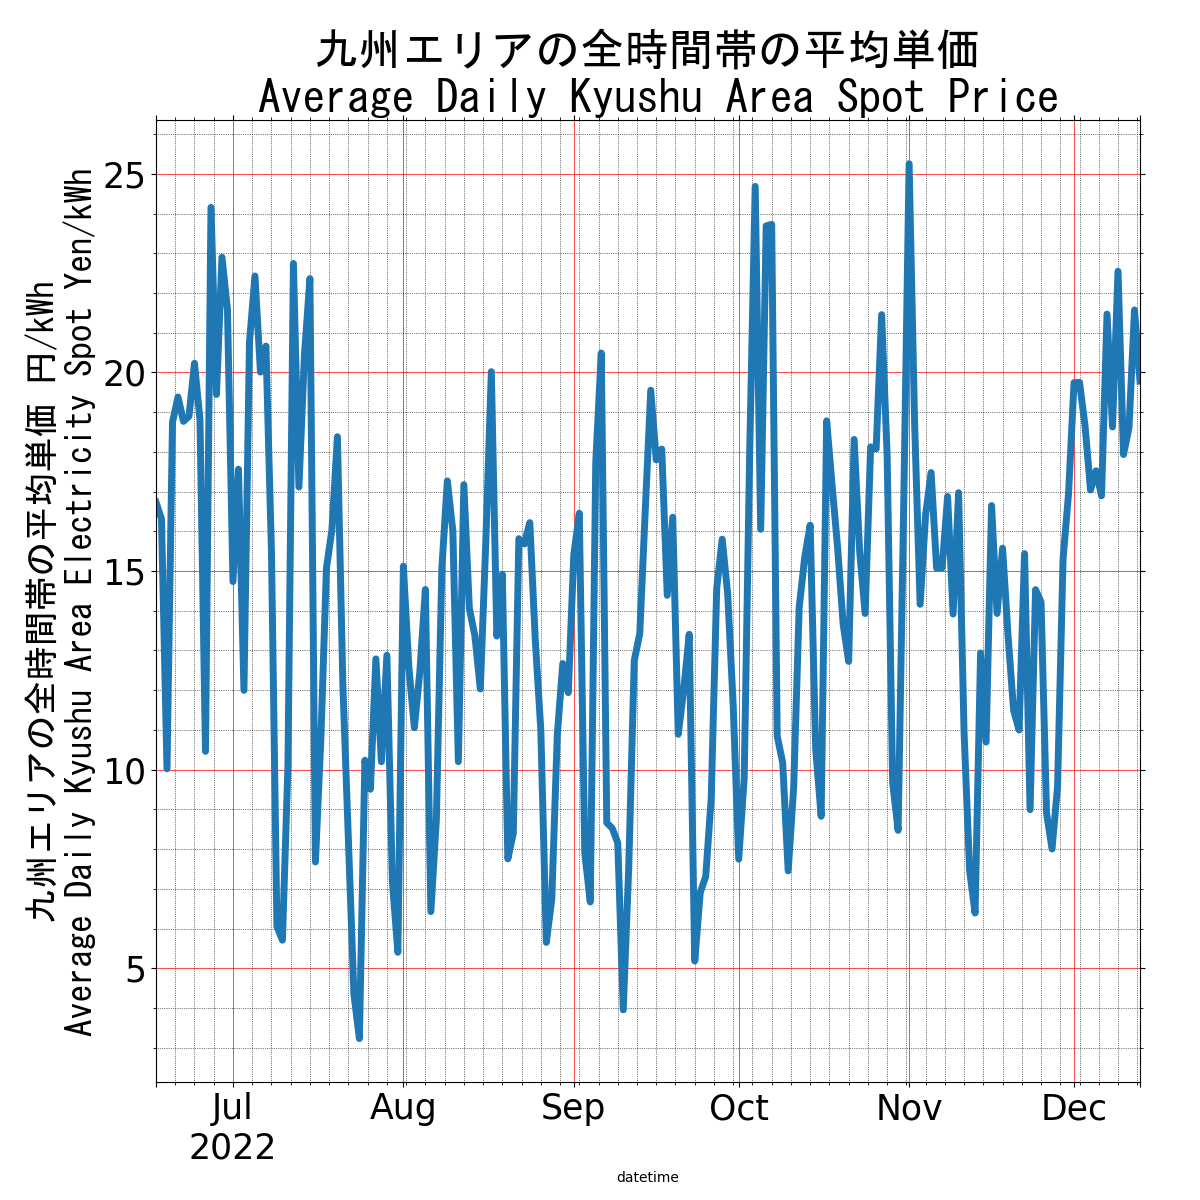 九州エリアの全時間帯の平均単価
Average Daily Kyushu Area Spot Price
九州エリアの全時間帯の平均単価 円/kWh
Average Daily Kyushu Area Electricity Spot Yen/kWh
25
20
15
10
5
Jul
2022
Aug
Sep
Oct
Nov
Dec
datetime